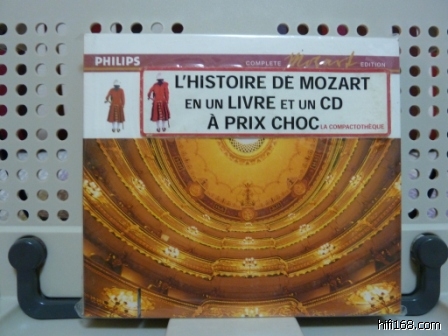 PHILIPS
COMPLETE Mozart EDITION
L'HISTOIRE DE MOZART
EN UN LIVRE ET UN CD
À PRIX CHOC LA COMPACTOTHÈQUE
hifi168.com